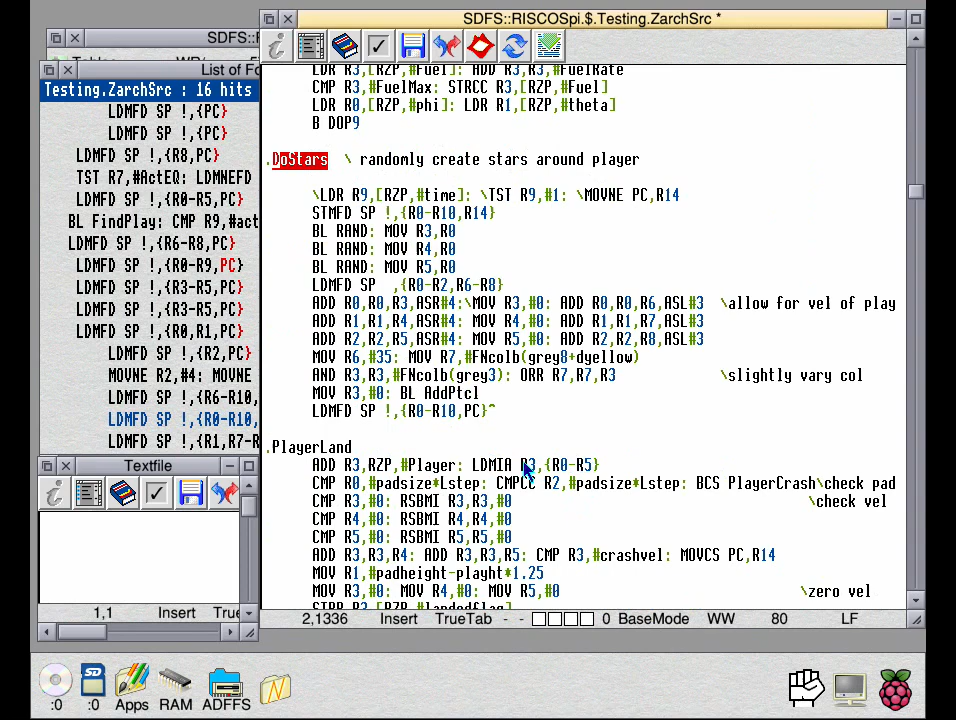 SDFS::RISCOSpi.$.Testing.ZarchSrc *
SDFS::F
List of Fo
Testing.ZarchSrc : 16 hits
LDMFD SP !,{PC}
LDMFD SP !,{PC}
LDMFD SP !,{R8,PC}
TST R7,#ActEQ: LDMNEFD
LDMFD SP !,{R0-R5,PC}
BL FindPlay: CMP R9,#act
LDMFD SP !,{R6-R8,PC}
LDMFD SP !,{R0-R9,PC}
LDMFD SP !,{R3-R5,PC}
LDMFD SP !,{R3-R5,PC}
LDMFD SP !,{R0,R1,PC}
LDMFD SP !,{R2,PC}
MOVNE R2,#4: MOVNE
LDMFD SP !,{R6-R10,
LDMFD SP !,{R0-R10,
LDMFD SP !,{R1,R7-R
Textfile
1,1 Insert True
LDR R3,[RZP,#Fuel]: ADD R3,R3,#FuelRate
CMP R3,#FuelMax: STRCC R3,[RZP,#Fuel]
LDR R0,[RZP,#phi]: LDR R1,[RZP,#theta]
B DOP9
.DoStars \ randomly create stars around player
\LDR R9,[RZP,#time]: \TST R9,#1: \MOVNE PC,R14
STMFD SP !,{R0-R10,R14}
BL RAND: MOV R3,R0
BL RAND: MOV R4,R0
BL RAND: MOV R5,R0
LDMFD SP ,{R0-R2,R6-R8}
ADD R0,R0,R3,ASR#4:\MOV R3,#0: ADD R0,R0,R6,ASL#3 \allow for vel of play
ADD R1,R1,R4,ASR#4: MOV R4,#0: ADD R1,R1,R7,ASL#3
ADD R2,R2,R5,ASR#4: MOV R5,#0: ADD R2,R2,R8,ASL#3
MOV R6,#35: MOV R7,#FNcolb(grey8+dyellow)
AND R3,R3,#FNcolb(grey3): ORR R7,R7,R3 \slightly vary col
MOV R3,#0: BL AddPtcl
LDMFD SP !,{R0-R10,PC}^
.PlayerLand
ADD R3,RZP,#Player: LDMIA R3,{R0-R5}
CMP R0,#padsize*Lstep: CMPCC R2,#padsize*Lstep: BCS PlayerCrash\check pad
CMP R3,#0: RSBMI R3,R3,#0 \check vel
CMP R4,#0: RSBMI R4,R4,#0
CMP R5,#0: RSBMI R5,R5,#0
ADD R3,R3,R4: ADD R3,R3,R5: CMP R3,#crashvel: MOVCS PC,R14
MOV R1,#padheight-playht*1.25
MOV R3,#0: MOV R4,#0: MOV R5,#0 \zero vel
STRB R3,[RZP,#landedflag]
2,1336 Insert TrueTab - - 0 BaseMode WW 80 LF
:0 :0 Apps RAM ADFFS